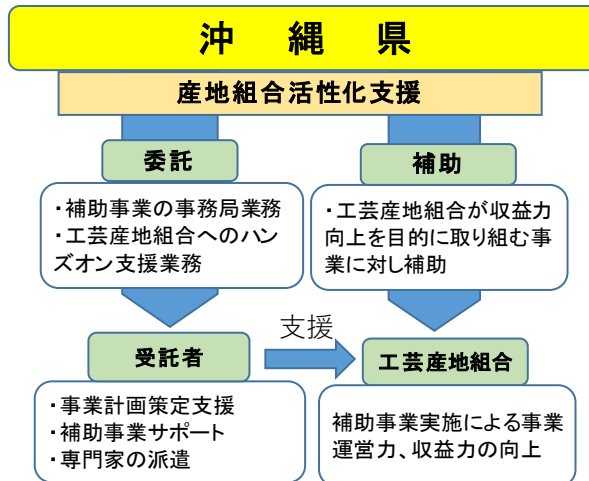 沖縄県
産地組合活性化支援
委託
・補助事業の事務局業務
・工芸産地組合へのハン
ズオン支援業務
補助
・工芸産地組合が収益力
向上を目的に取り組む事
業に対し補助
受託者
支援
工芸産地組合
・事業計画策定支援
・補助事業サポート
・専門家の派遣
補助事業実施による事業
運営力、収益力の向上